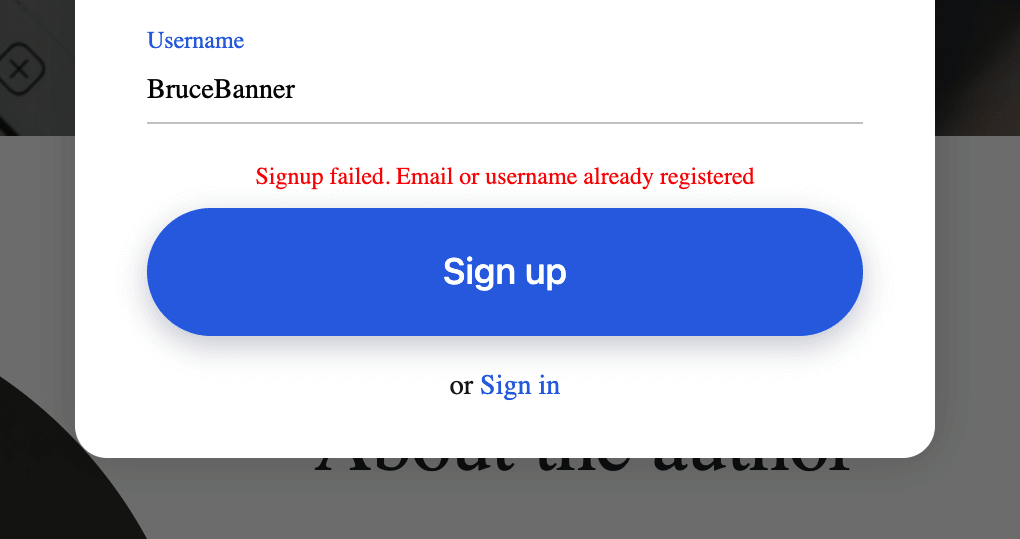 Username
BruceBanner
Signup failed. Email or username already registered
Sign up
or Sign in
About the author